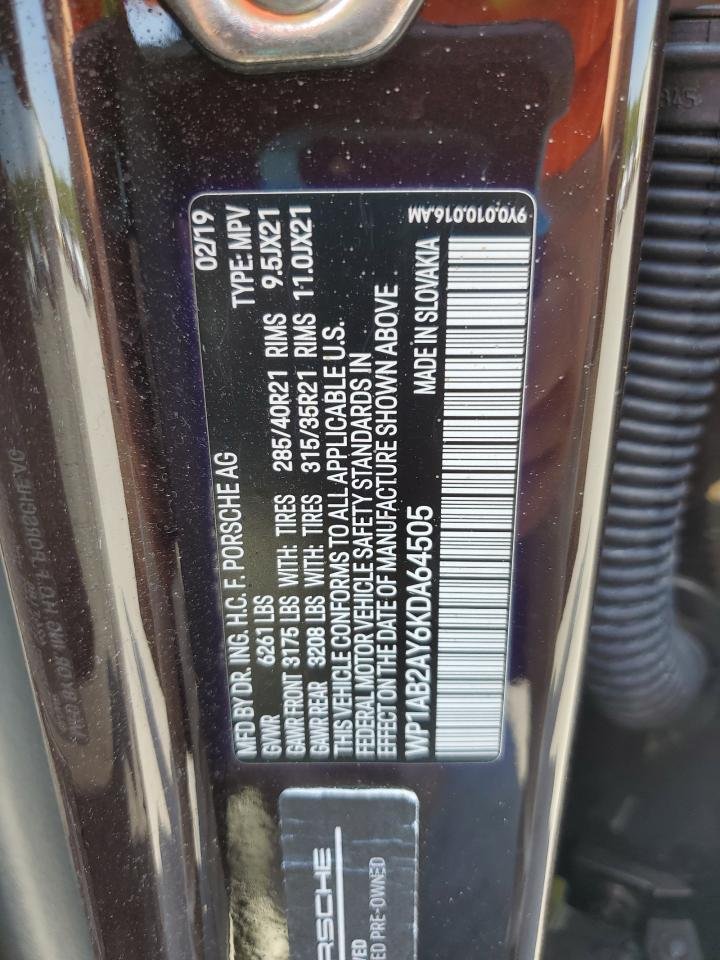 MFD BY DR. ING. H.C. F. PORSCHE AG 02/19
GVWR 6261 LBS TYPE: MPV
GAWR FRONT 3175 LBS WITH: TIRES 285/40R21 RIMS 9.5JX21
GAWR REAR 3208 LBS WITH: TIRES 315/35R21 RIMS 11.0JX21
THIS VEHICLE CONFORMS TO ALL APPLICABLE U.S.
FEDERAL MOTOR VEHICLE SAFETY STANDARDS IN
EFFECT ON THE DATE OF MANUFACTURE SHOWN ABOVE
WP1AB2AY6KDA64505 MADE IN SLOVAKIA
9Y0.010.016.AM
PRE-OWNED